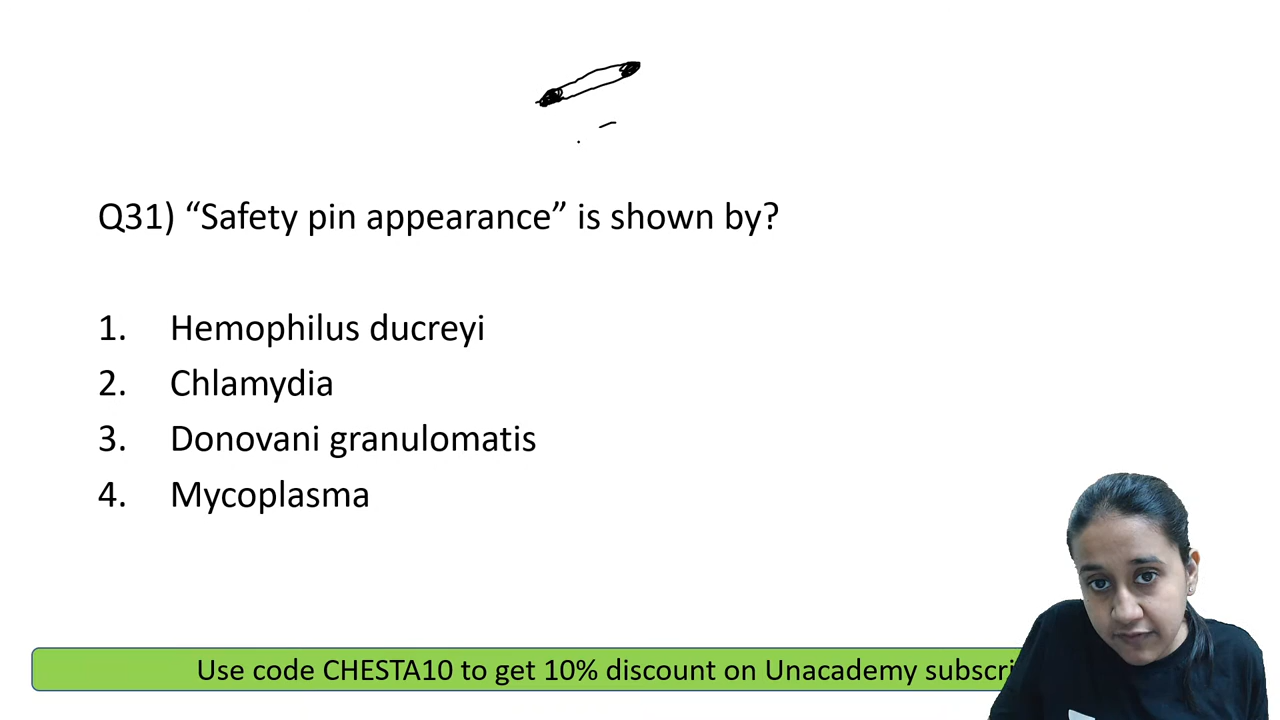 Q31) “Safety pin appearance” is shown by?
1. Hemophilus ducreyi
2. Chlamydia
3. Donovani granulomatis
4. Mycoplasma
Use code CHESTA10 to get 10% discount on Unacademy